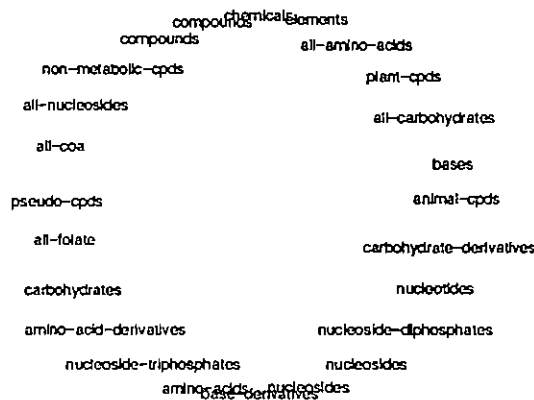 chemicals
compounds
elements
compounds
all-amino-acids
non-metabolic-cpds
plant-cpds
all-nucleosides
all-carbohydrates
all-coa
bases
pseudo-cpds
animal-cpds
all-folate
carbohydrate-derivatives
carbohydrates
nucleotides
amino-acid-derivatives
nucleoside-diphosphates
nucleoside-triphosphates
nucleosides
amino-acids
nucleosides
base-derivatives